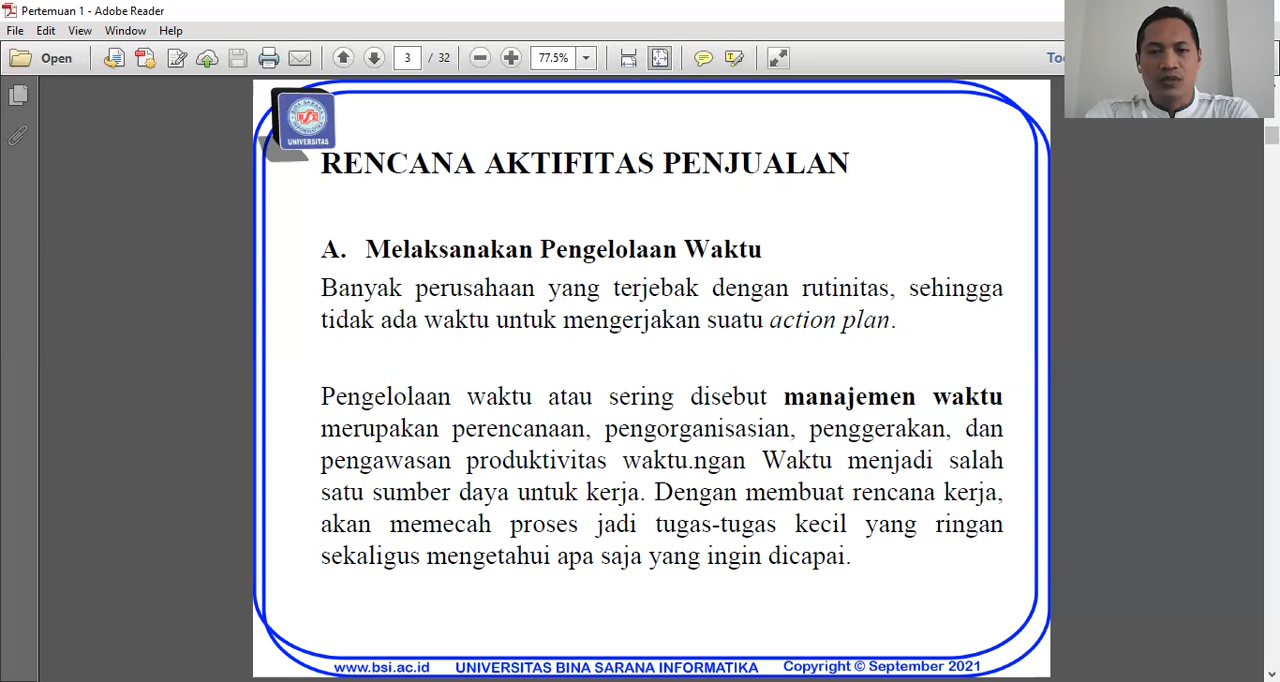 Pertemuan 1 - Adobe Reader
File Edit View Window Help
Open 3 / 32 77.5%
UNIVERSITAS
RENCANA AKTIFITAS PENJUALAN
A. Melaksanakan Pengelolaan Waktu
Banyak perusahaan yang terjebak dengan rutinitas, sehingga
tidak ada waktu untuk mengerjakan suatu action plan.
Pengelolaan waktu atau sering disebut manajemen waktu
merupakan perencanaan, pengorganisasian, penggerakan, dan
pengawasan produktivitas waktu.ngan Waktu menjadi salah
satu sumber daya untuk kerja. Dengan membuat rencana kerja,
akan memecah proses jadi tugas-tugas kecil yang ringan
sekaligus mengetahui apa saja yang ingin dicapai.
www.bsi.ac.id UNIVERSITAS BINA SARANA INFORMATIKA Copyright © September 2021